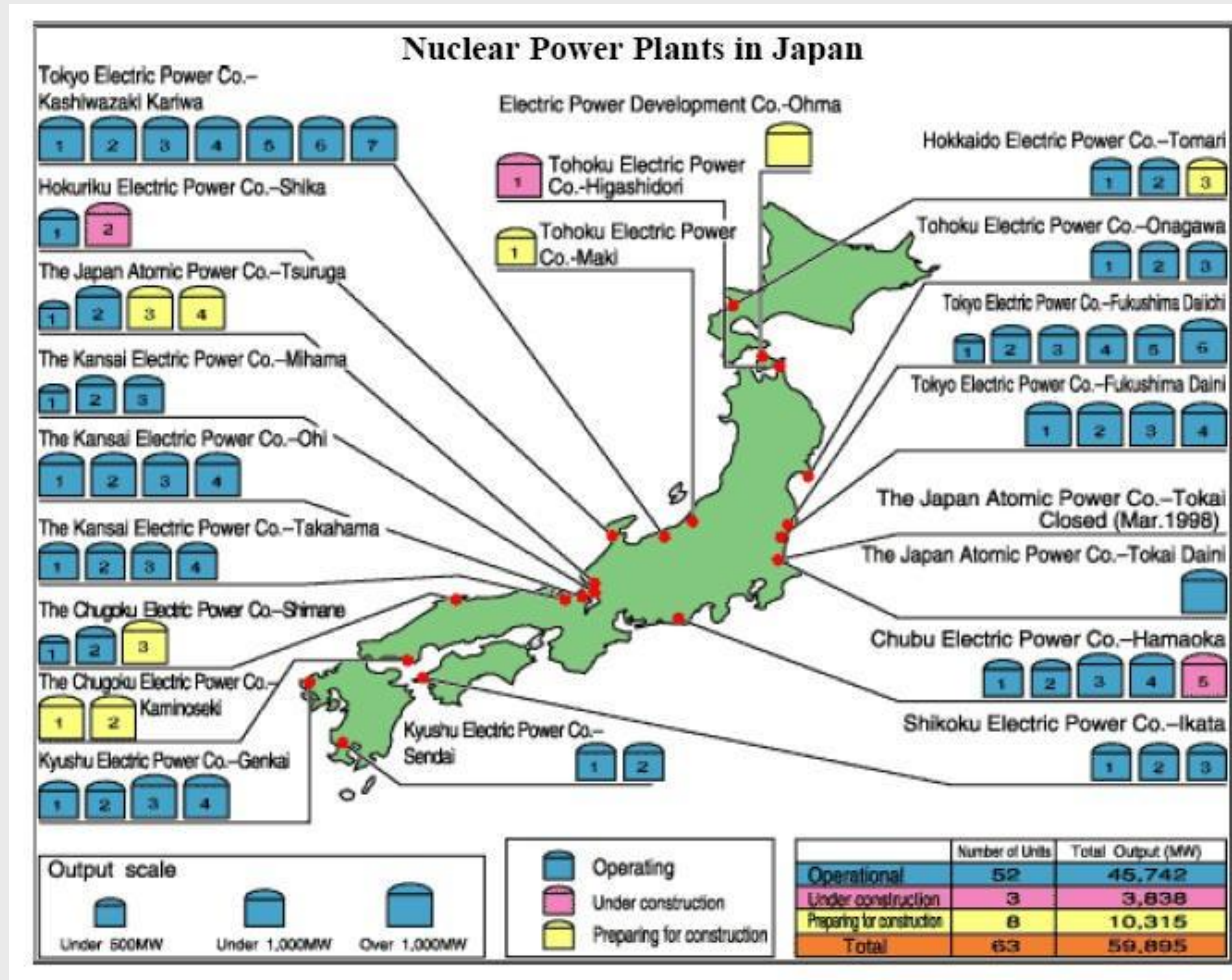 Nuclear Power Plants in Japan
Tokyo Electric Power Co.–
Kashiwazaki Kariwa
1 2 3 4 5 6 7
Hokuriku Electric Power Co.–Shika
1 2
The Japan Atomic Power Co.–Tsuruga
1 2 3 4
The Kansai Electric Power Co.–Mihama
1 2 3
The Kansai Electric Power Co.–Ohi
1 2 3 4
The Kansai Electric Power Co.–Takahama
1 2 3 4
The Chugoku Electric Power Co.–Shimane
1 2 3
The Chugoku Electric Power Co.–
Kaminoseki
1 2
Kyushu Electric Power Co.–Genkai
1 2 3 4
Electric Power Development Co.–Ohma
1 Tohoku Electric Power
Co.-Higashidori
1 Tohoku Electric Power
Co.-Maki
Hokkaido Electric Power Co.–Tomari
1 2 3
Tohoku Electric Power Co.–Onagawa
1 2 3
Tokyo Electric Power Co.–Fukushima Daiichi
1 2 3 4 5 6
Tokyo Electric Power Co.–Fukushima Daini
1 2 3 4
The Japan Atomic Power Co.–Tokai
Closed (Mar.1998)
The Japan Atomic Power Co.–Tokai Daini
Chubu Electric Power Co.–Hamaoka
1 2 3 4 5
Shikoku Electric Power Co.–Ikata
1 2 3
Kyushu Electric Power Co.–
Sendai
1 2
Output scale
Under 500MW Under 1,000MW Over 1,000MW
Operating
Under construction
Preparing for construction
Number of Units Total Output (MW)
Operational 52 45,742
Under construction 3 3,838
Preparing for construction 8 10,315
Total 63 59,895